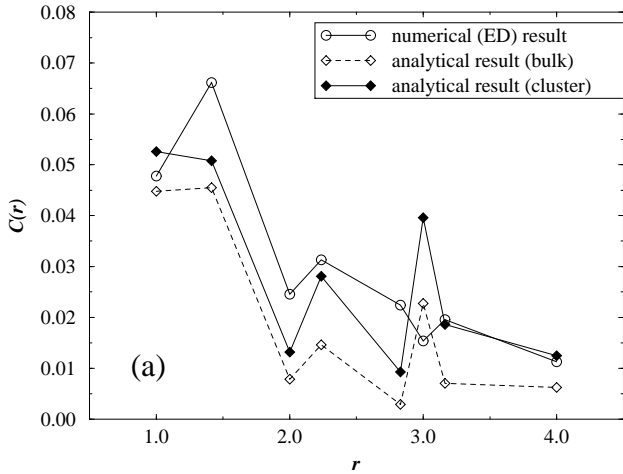 0.08
0.07
0.06
0.05
0.04
0.03
0.02
0.01
0.00
C(r)
numerical (ED) result
analytical result (bulk)
analytical result (cluster)
(a)
1.0 2.0 3.0 4.0
r